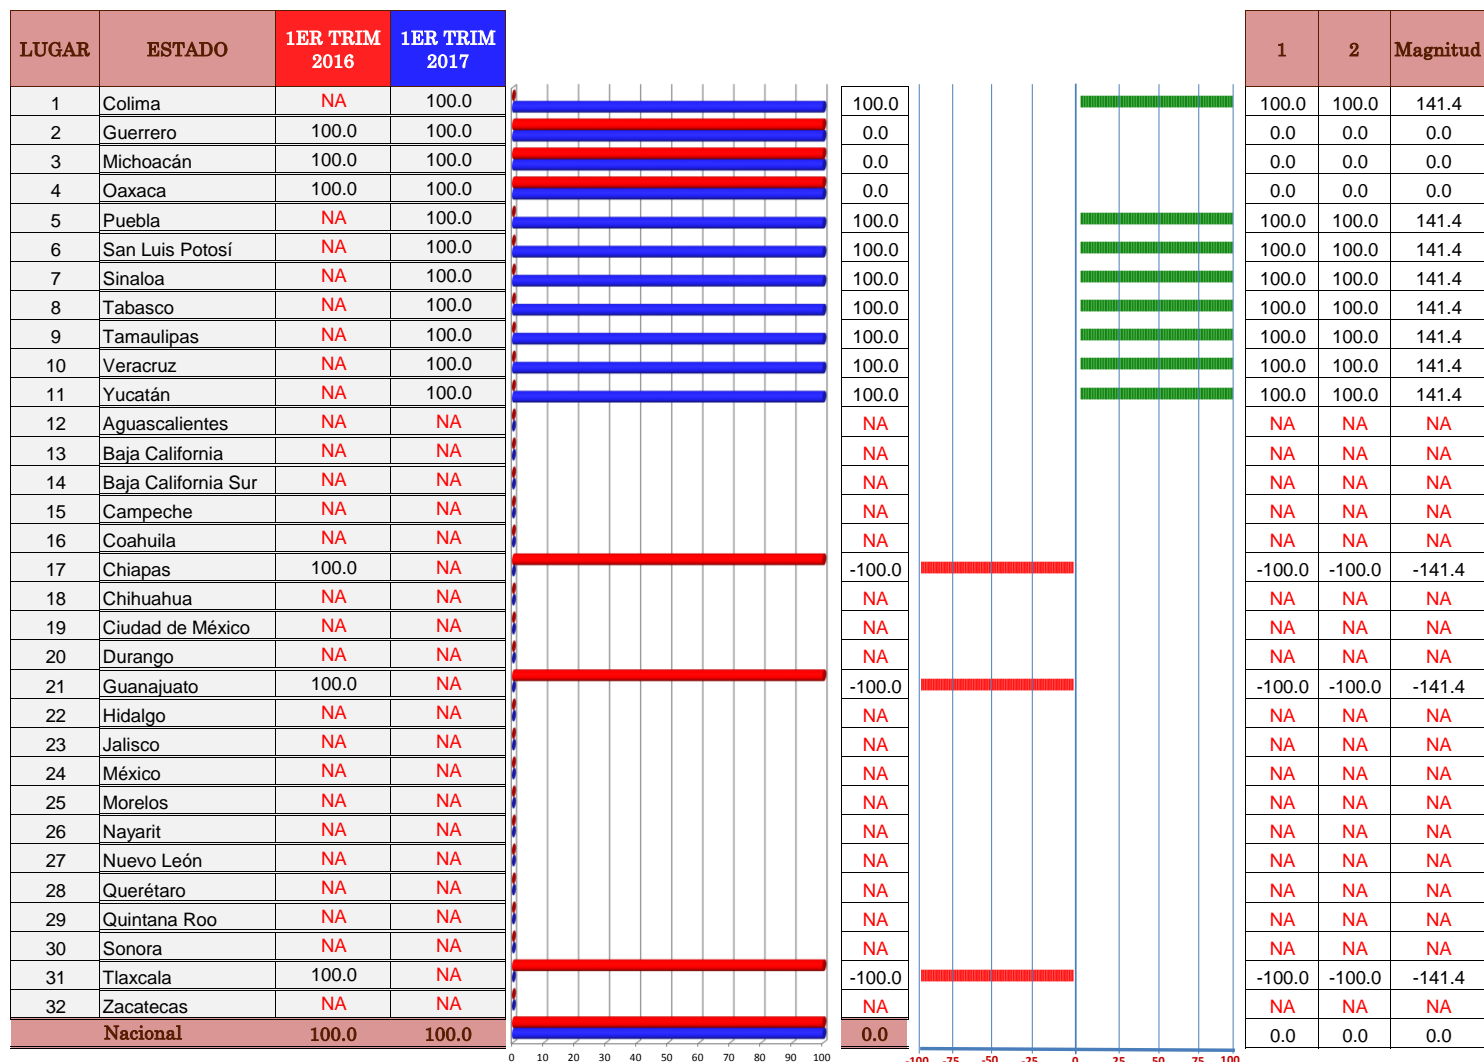 LUGAR ESTADO 1ER TRIM 2016 1ER TRIM 2017 1 2 Magnitud
1 Colima NA 100.0 100.0 100.0 100.0 141.4
2 Guerrero 100.0 100.0 0.0 0.0 0.0 0.0
3 Michoacán 100.0 100.0 0.0 0.0 0.0 0.0
4 Oaxaca 100.0 100.0 0.0 0.0 0.0 0.0
5 Puebla NA 100.0 100.0 100.0 100.0 141.4
6 San Luis Potosí NA 100.0 100.0 100.0 100.0 141.4
7 Sinaloa NA 100.0 100.0 100.0 100.0 141.4
8 Tabasco NA 100.0 100.0 100.0 100.0 141.4
9 Tamaulipas NA 100.0 100.0 100.0 100.0 141.4
10 Veracruz NA 100.0 100.0 100.0 100.0 141.4
11 Yucatán NA 100.0 100.0 100.0 100.0 141.4
12 Aguascalientes NA NA NA NA NA NA
13 Baja California NA NA NA NA NA NA
14 Baja California Sur NA NA NA NA NA NA
15 Campeche NA NA NA NA NA NA
16 Coahuila NA NA NA NA NA NA
17 Chiapas 100.0 NA -100.0 -100.0 -100.0 -141.4
18 Chihuahua NA NA NA NA NA NA
19 Ciudad de México NA NA NA NA NA NA
20 Durango NA NA NA NA NA NA
21 Guanajuato 100.0 NA -100.0 -100.0 -100.0 -141.4
22 Hidalgo NA NA NA NA NA NA
23 Jalisco NA NA NA NA NA NA
24 México NA NA NA NA NA NA
25 Morelos NA NA NA NA NA NA
26 Nayarit NA NA NA NA NA NA
27 Nuevo León NA NA NA NA NA NA
28 Querétaro NA NA NA NA NA NA
29 Quintana Roo NA NA NA NA NA NA
30 Sonora NA NA NA NA NA NA
31 Tlaxcala 100.0 NA -100.0 -100.0 -100.0 -141.4
32 Zacatecas NA NA NA NA NA NA
Nacional 100.0 100.0 0.0 0.0 0.0 0.0
0 10 20 30 40 50 60 70 80 90 100 -100 -75 -50 -25 0 25 50 75 100